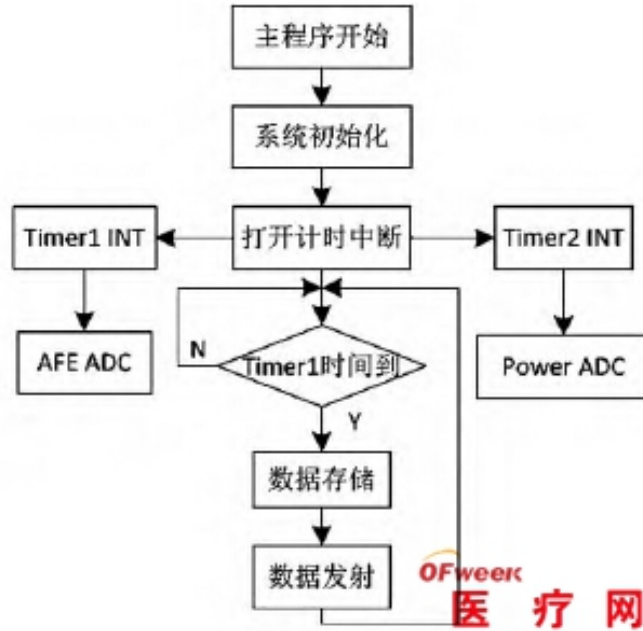 主程序开始
系统初始化
Timer1 INT
打开计时中断
Timer2 INT
AFE ADC
N
Timer1时间到
Power ADC
Y
数据存储
数据发射
OFweek
医疗网